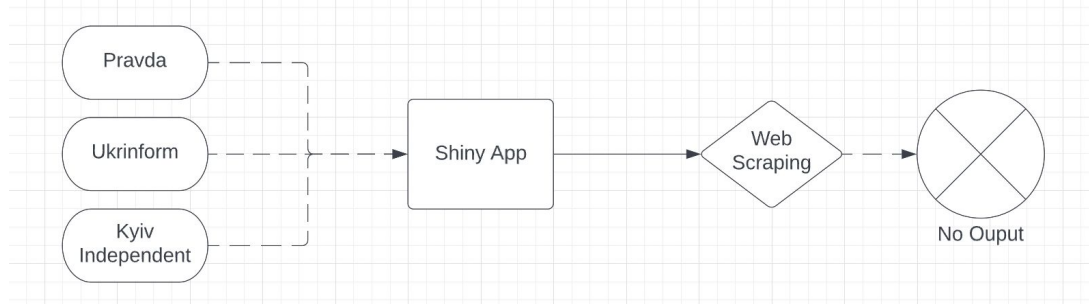 Pravda
Ukrinform
Kyiv
Independent
Shiny App
Web
Scraping
No Ouput